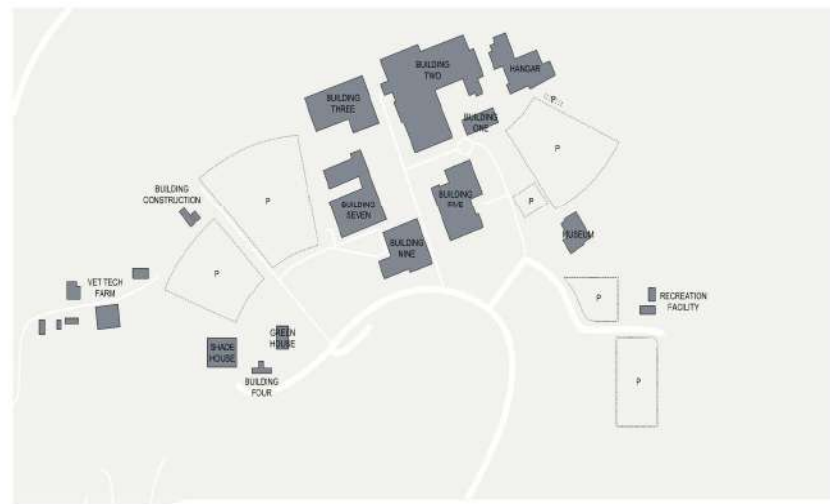 BUILDING
TWO
HANGAR
BUILDING
THREE
BUILDING
ONE
P
P
BUILDING
CONSTRUCTION
P
BUILDING
SEVEN
BUILDING
FIVE
P
MUSEUM
BUILDING
NINE
P
VET TECH
FARM
P
RECREATION
FACILITY
GREEN
HOUSE
SHADE
HOUSE
BUILDING
FOUR
P